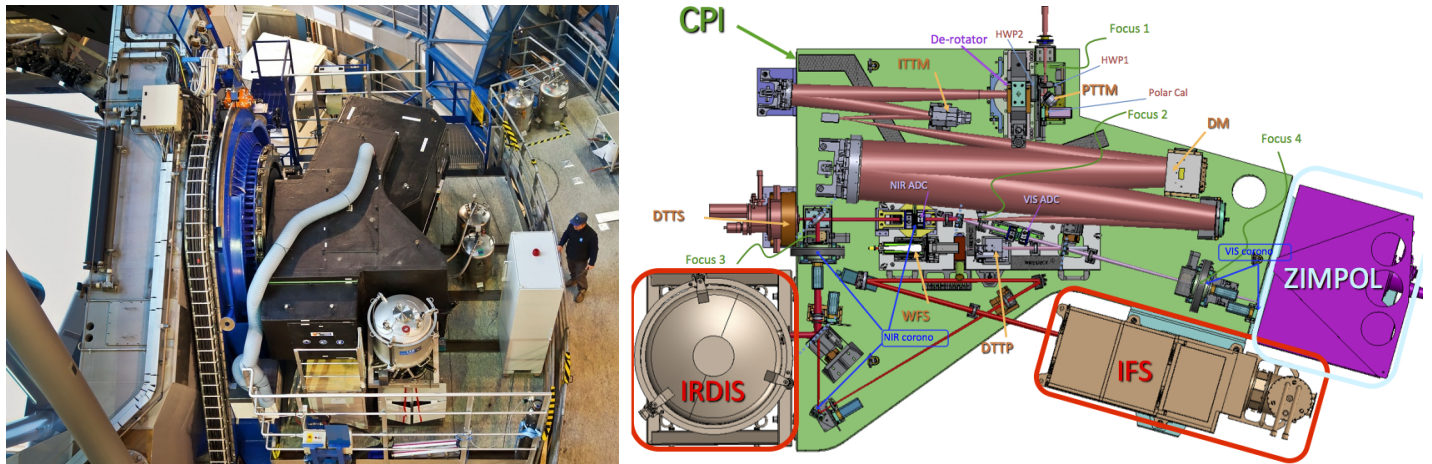 CPI
De-rotator
HWP2
Focus 1
ITTM
HWP1
PTTM
Polar Cal
Focus 2
DM
Focus 4
NIR ADC
VIS ADC
DTTS
VIS corono
Focus 3
ZIMPOL
WFS
NIR corono
DTTP
IRDIS
IFS